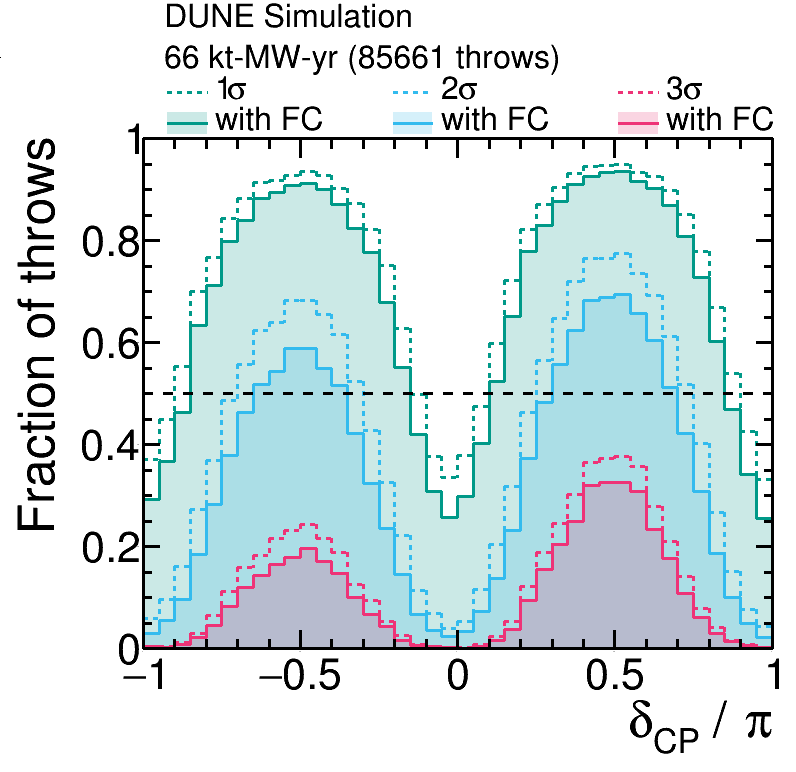 DUNE Simulation
66 kt-MW-yr (85661 throws)
1σ 2σ 3σ
with FC with FC with FC
Fraction of throws
1
0.8
0.6
0.4
0.2
0
−1 −0.5 0 0.5 1
δCP / π